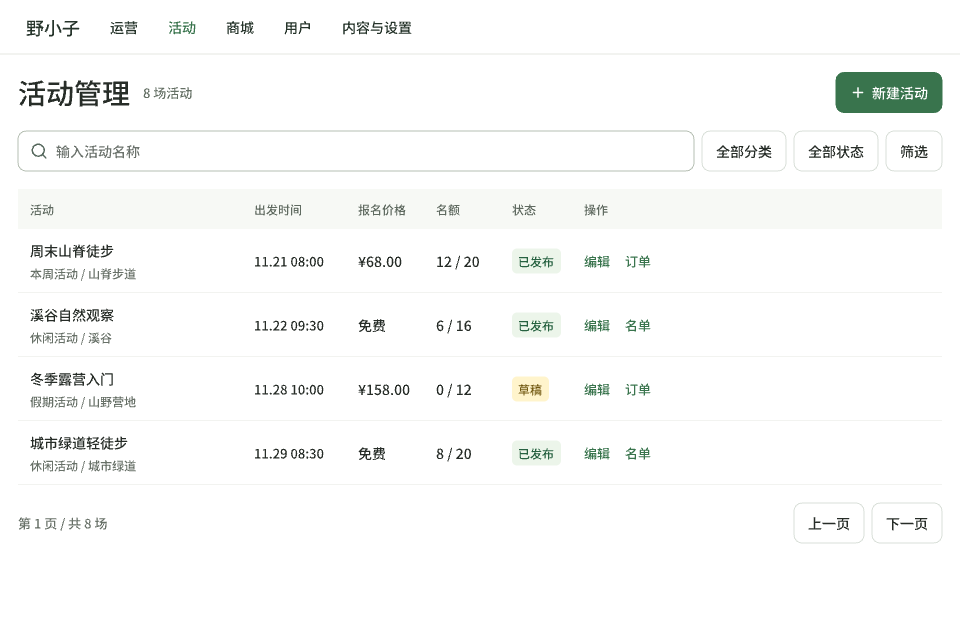 野小子 运营 活动 商城 用户 内容与设置
活动管理 8 场活动 + 新建活动
输入活动名称 全部分类 全部状态 筛选
活动 出发时间 报名价格 名额 状态 操作
周末山脊徒步
本周活动 / 山脊步道
11.21 08:00 ¥68.00 12 / 20 已发布 编辑 订单
溪谷自然观察
休闲活动 / 溪谷
11.22 09:30 免费 6 / 16 已发布 编辑 名单
冬季露营入门
假期活动 / 山野营地
11.28 10:00 ¥158.00 0 / 12 草稿 编辑 订单
城市绿道轻徒步
休闲活动 / 城市绿道
11.29 08:30 免费 8 / 20 已发布 编辑 名单
第 1 页 / 共 8 场 上一页 下一页